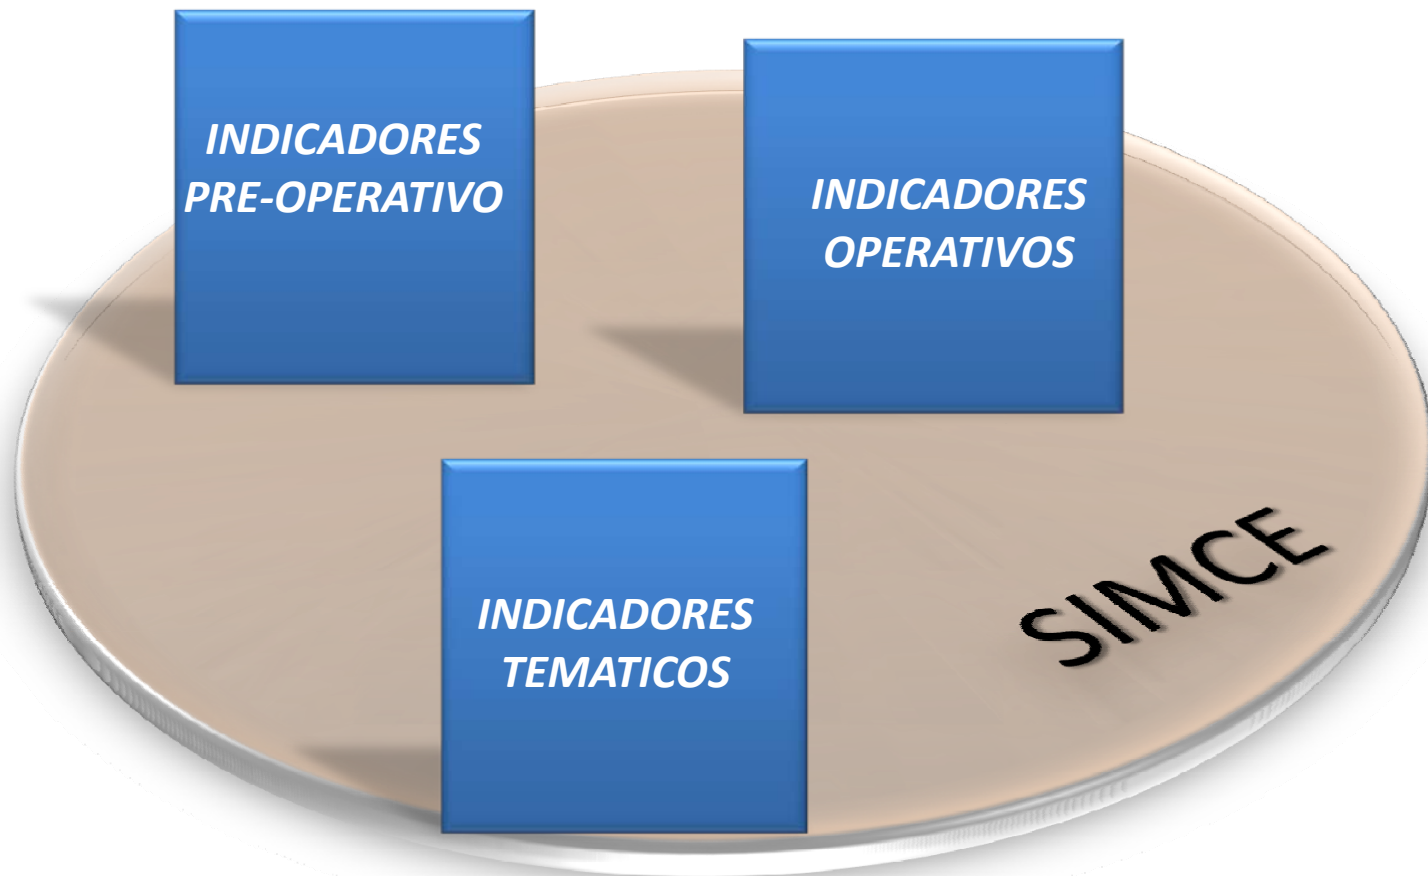 INDICADORES
PRE-OPERATIVO
INDICADORES
OPERATIVOS
INDICADORES
TEMATICOS
SIMCE